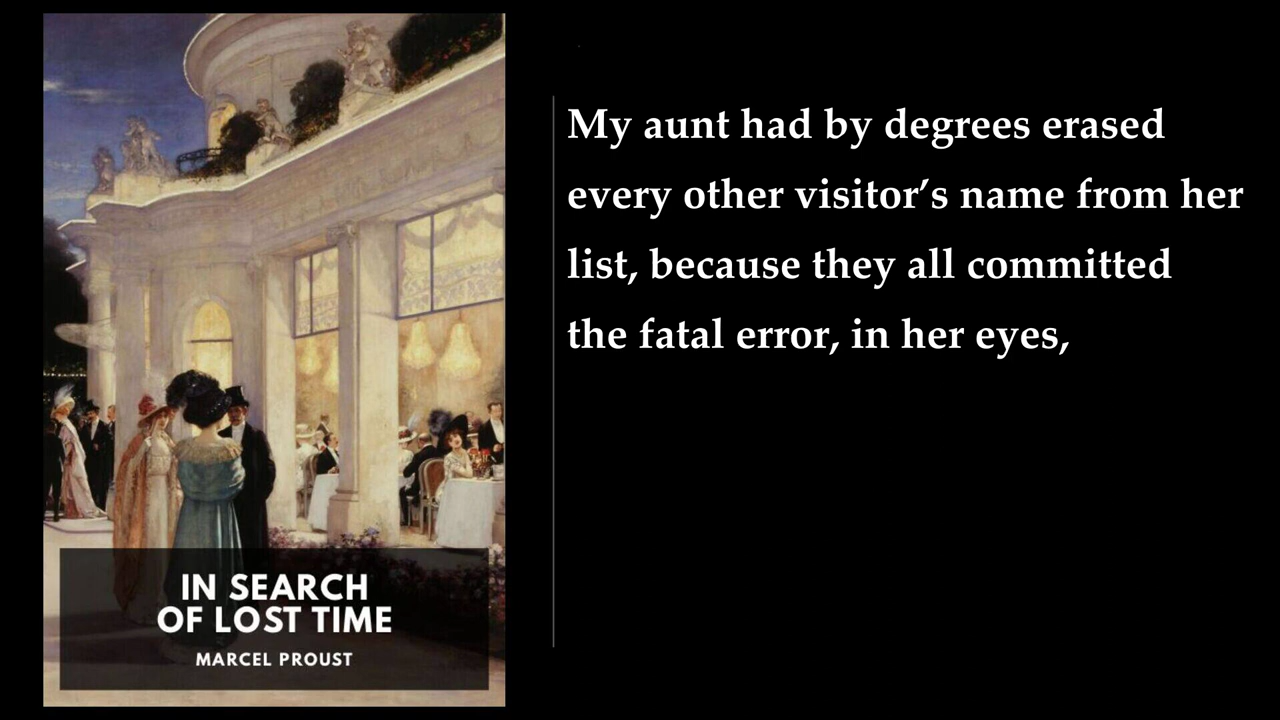 My aunt had by degrees erased
every other visitor’s name from her
list, because they all committed
the fatal error, in her eyes,
IN SEARCH
OF LOST TIME
MARCEL PROUST